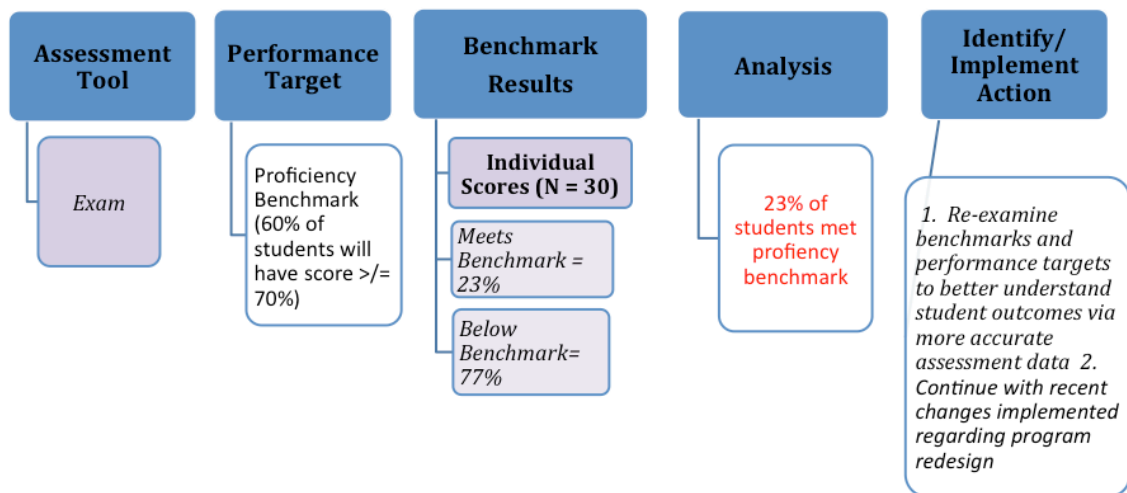 Assessment
Tool
Exam
Performance
Target
Proficiency
Benchmark
(60% of
students will
have score >/=
70%)
Benchmark
Results
Individual
Scores (N = 30)
Meets
Benchmark =
23%
Below
Benchmark=
77%
Analysis
23% of
students met
profiency
benchmark
Identify/
Implement
Action
1. Re-examine
benchmarks and
performance targets
to better understand
student outcomes via
more accurate
assessment data 2.
Continue with recent
changes implemented
regarding program
redesign